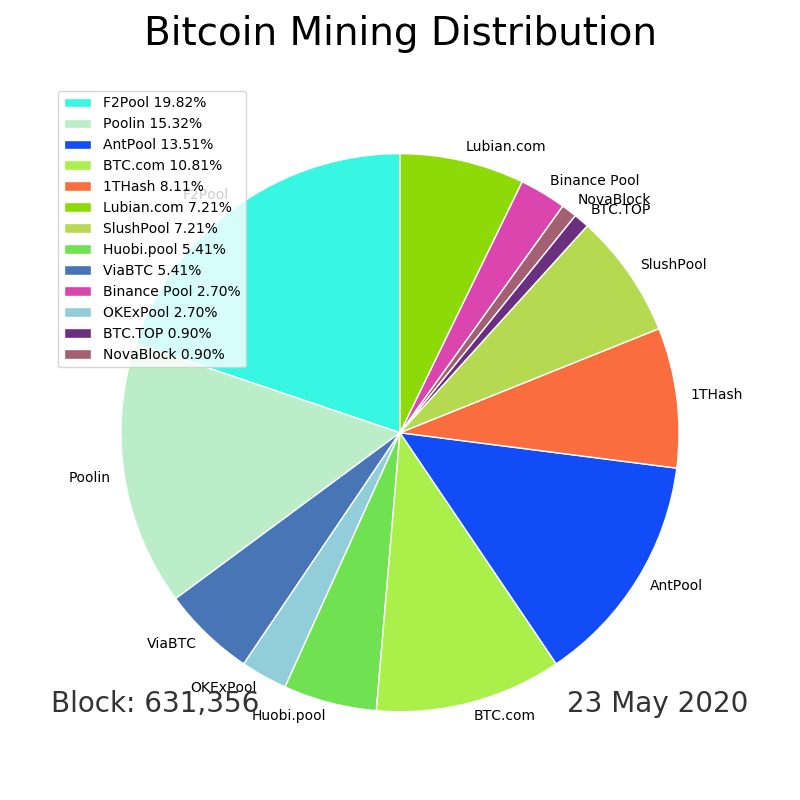 Bitcoin Mining Distribution
F2Pool 19.82%
Poolin 15.32%
AntPool 13.51%
BTC.com 10.81%
1THash 8.11%
Lubian.com 7.21%
SlushPool 7.21%
Huobi.pool 5.41%
ViaBTC 5.41%
Binance Pool 2.70%
OKExPool 2.70%
BTC.TOP 0.90%
NovaBlock 0.90%
F2Pool
Lubian.com
Binance Pool
NovaBlock
BTC.TOP
SlushPool
1THash
Poolin
AntPool
ViaBTC
OKExPool
Huobi.pool
BTC.com
Block: 631,356
23 May 2020